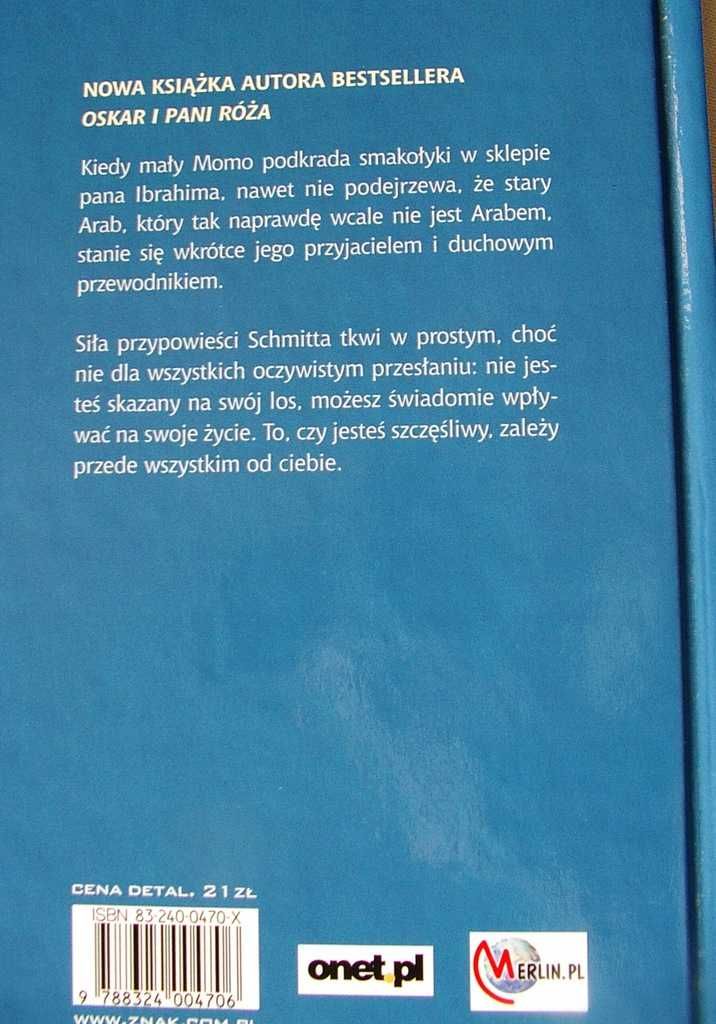 NOWA KSIĄŻKA AUTORA BESTSELLERA
OSKAR I PANI RÓŻA
Kiedy mały Momo podkrada smakołyki w sklepie
pana Ibrahima, nawet nie podejrzewa, że stary
Arab, który tak naprawdę wcale nie jest Arabem,
stanie się wkrótce jego przyjacielem i duchowym
przewodnikiem.
Siła przypowieści Schmitta tkwi w prostym, choć
nie dla wszystkich oczywistym przesłaniu: nie jes-
teś skazany na swój los, możesz świadomie wpły-
wać na swoje życie. To, czy jesteś szczęśliwy, zależy
przede wszystkim od ciebie.
CENA DETAL. 21 ZŁ
ISBN 83-240-0470-X
9 788324 004706
WWW.ZNAK.COM.PL
onet.pl
MERLIN.PL